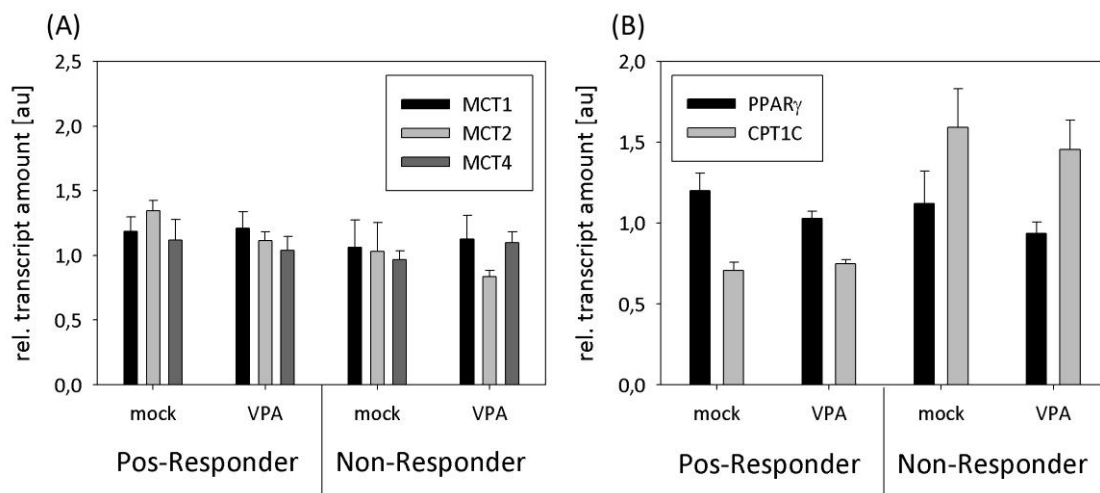 (A)
rel. transcript amount [au]
2,5
2,0
1,5
1,0
0,5
0,0
MCT1
MCT2
MCT4
mock VPA mock VPA
Pos-Responder Non-Responder
(B)
rel. transcript amount [au]
2,0
1,5
1,0
0,5
0,0
PPARγ
CPT1C
mock VPA mock VPA
Pos-Responder Non-Responder